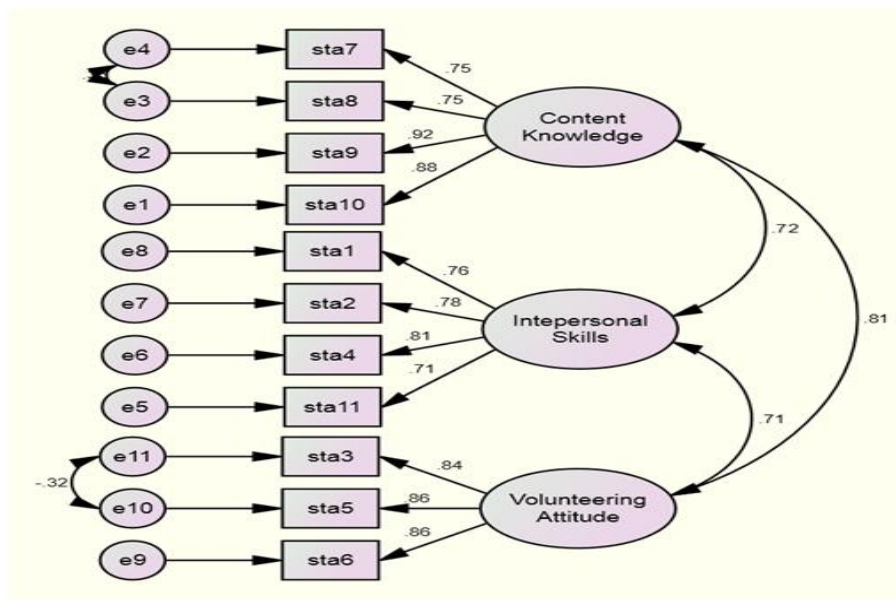 e4
sta7
.75
e3
sta8
.75
Content
Knowledge
e2
sta9
.92
e1
sta10
.88
.72
e8
sta1
.76
e7
sta2
.78
Intepersonal
Skills
.81
e6
sta4
.81
e5
sta11
.71
.71
e11
sta3
.84
-.32
e10
sta5
.86
Volunteering
Attitude
e9
sta6
.86